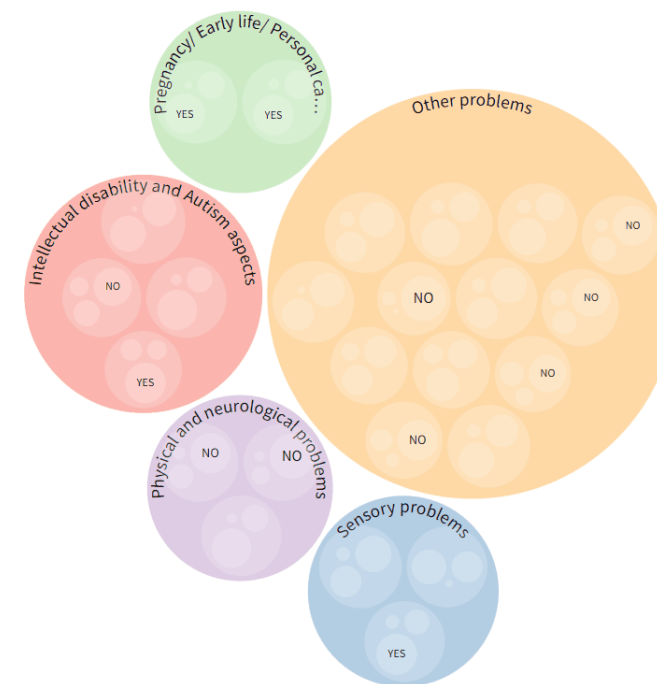 Pregnancy/ Early life/ Personal ca...
YES
YES
Other problems
NO
NO
NO
NO
NO
Intellectual disability and Autism aspects
NO
YES
Physical and neurological problems
NO
NO
Sensory problems
YES